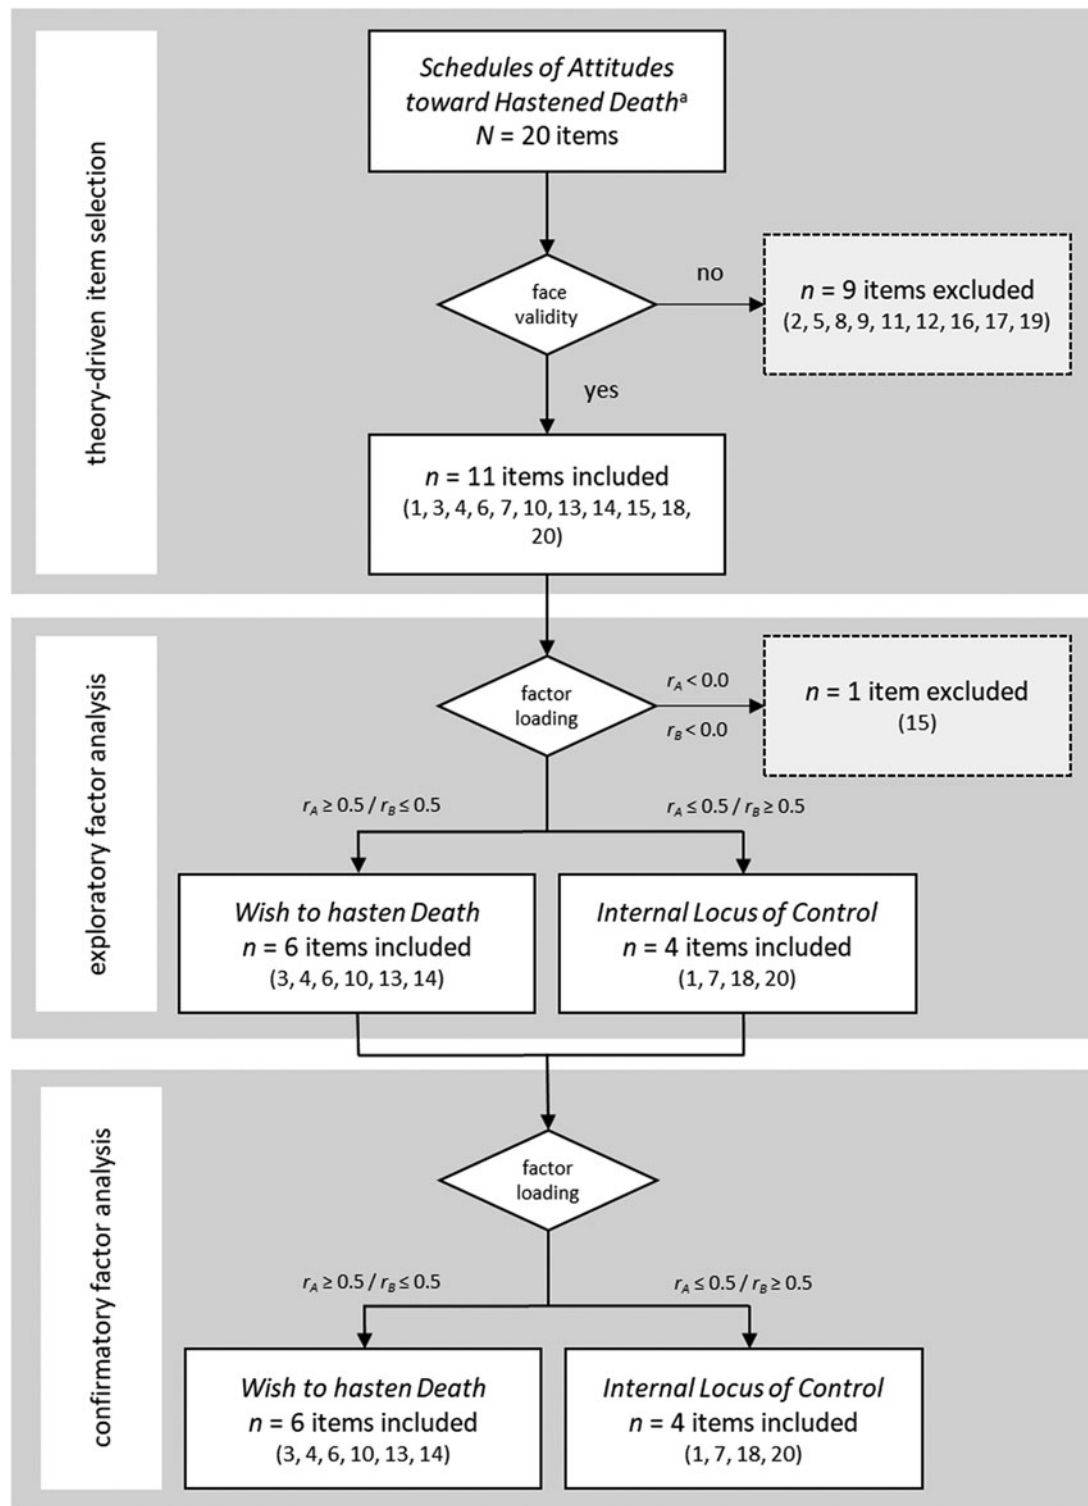 theory-driven item selection
Schedules of Attitudes
toward Hastened Deathᵃ
N = 20 items
face
validity
no
n = 9 items excluded
(2, 5, 8, 9, 11, 12, 16, 17, 19)
yes
n = 11 items included
(1, 3, 4, 6, 7, 10, 13, 14, 15, 18,
20)
exploratory factor analysis
factor
loading
r_A < 0.0
r_B < 0.0
n = 1 item excluded
(15)
r_A ≥ 0.5 / r_B ≤ 0.5
r_A ≤ 0.5 / r_B ≥ 0.5
Wish to hasten Death
n = 6 items included
(3, 4, 6, 10, 13, 14)
Internal Locus of Control
n = 4 items included
(1, 7, 18, 20)
confirmatory factor analysis
factor
loading
r_A ≥ 0.5 / r_B ≤ 0.5
r_A ≤ 0.5 / r_B ≥ 0.5
Wish to hasten Death
n = 6 items included
(3, 4, 6, 10, 13, 14)
Internal Locus of Control
n = 4 items included
(1, 7, 18, 20)